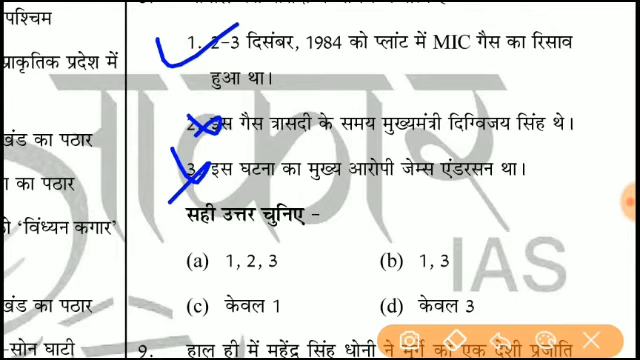 पश्चिम
प्राकृतिक प्रदेश में
खंड का पठार
ा का पठार
ी ‘विंध्यन कगार’
खंड का पठार
-सोन घाटी
1. 2-3 दिसंबर, 1984 को प्लांट में MIC गैस का रिसाव
हुआ था।
2. इस गैस त्रासदी के समय मुख्यमंत्री दिग्विजय सिंह थे।
3. इस घटना का मुख्य आरोपी जेम्स एंडरसन था।
सही उत्तर चुनिए -
(a) 1, 2, 3 (b) 1, 3
(c) केवल 1 (d) केवल 3
9. हाल ही में महेंद्र सिंह धोनी ने मुर्गे की एक देशी प्रजाति
साकार
IAS